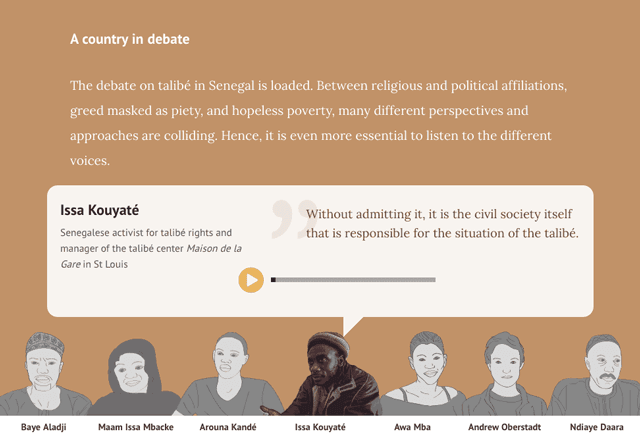 A country in debate
The debate on talibé in Senegal is loaded. Between religious and political affiliations,
greed masked as piety, and hopeless poverty, many different perspectives and
approaches are colliding. Hence, it is even more essential to listen to the different
voices.
Issa Kouyaté
Senegalese activist for talibé rights and
manager of the talibé center Maison de la
Gare in St Louis
Without admitting it, it is the civil society itself
that is responsible for the situation of the talibé.
Baye Aladji
Maam Issa Mbacke
Arouna Kandé
Issa Kouyaté
Awa Mba
Andrew Oberstadt
Ndiaye Daara